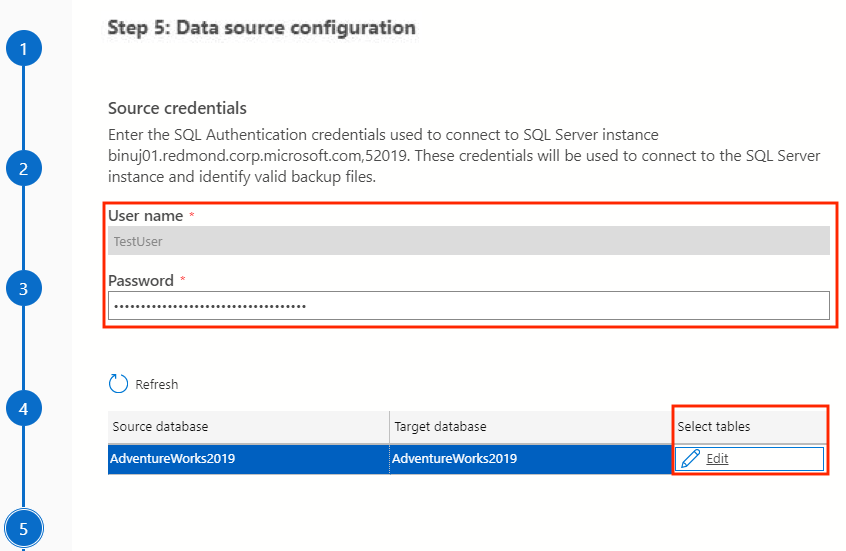 Step 5: Data source configuration
1
Source credentials
Enter the SQL Authentication credentials used to connect to SQL Server instance
binuj01.redmond.corp.microsoft.com,52019. These credentials will be used to connect to the SQL Server
2
instance and identify valid backup files.
User name *
TestUser
Password *
3
•••••••••••••••••••••••••••••••••••
Refresh
4
Source database Target database Select tables
AdventureWorks2019 AdventureWorks2019 Edit
5